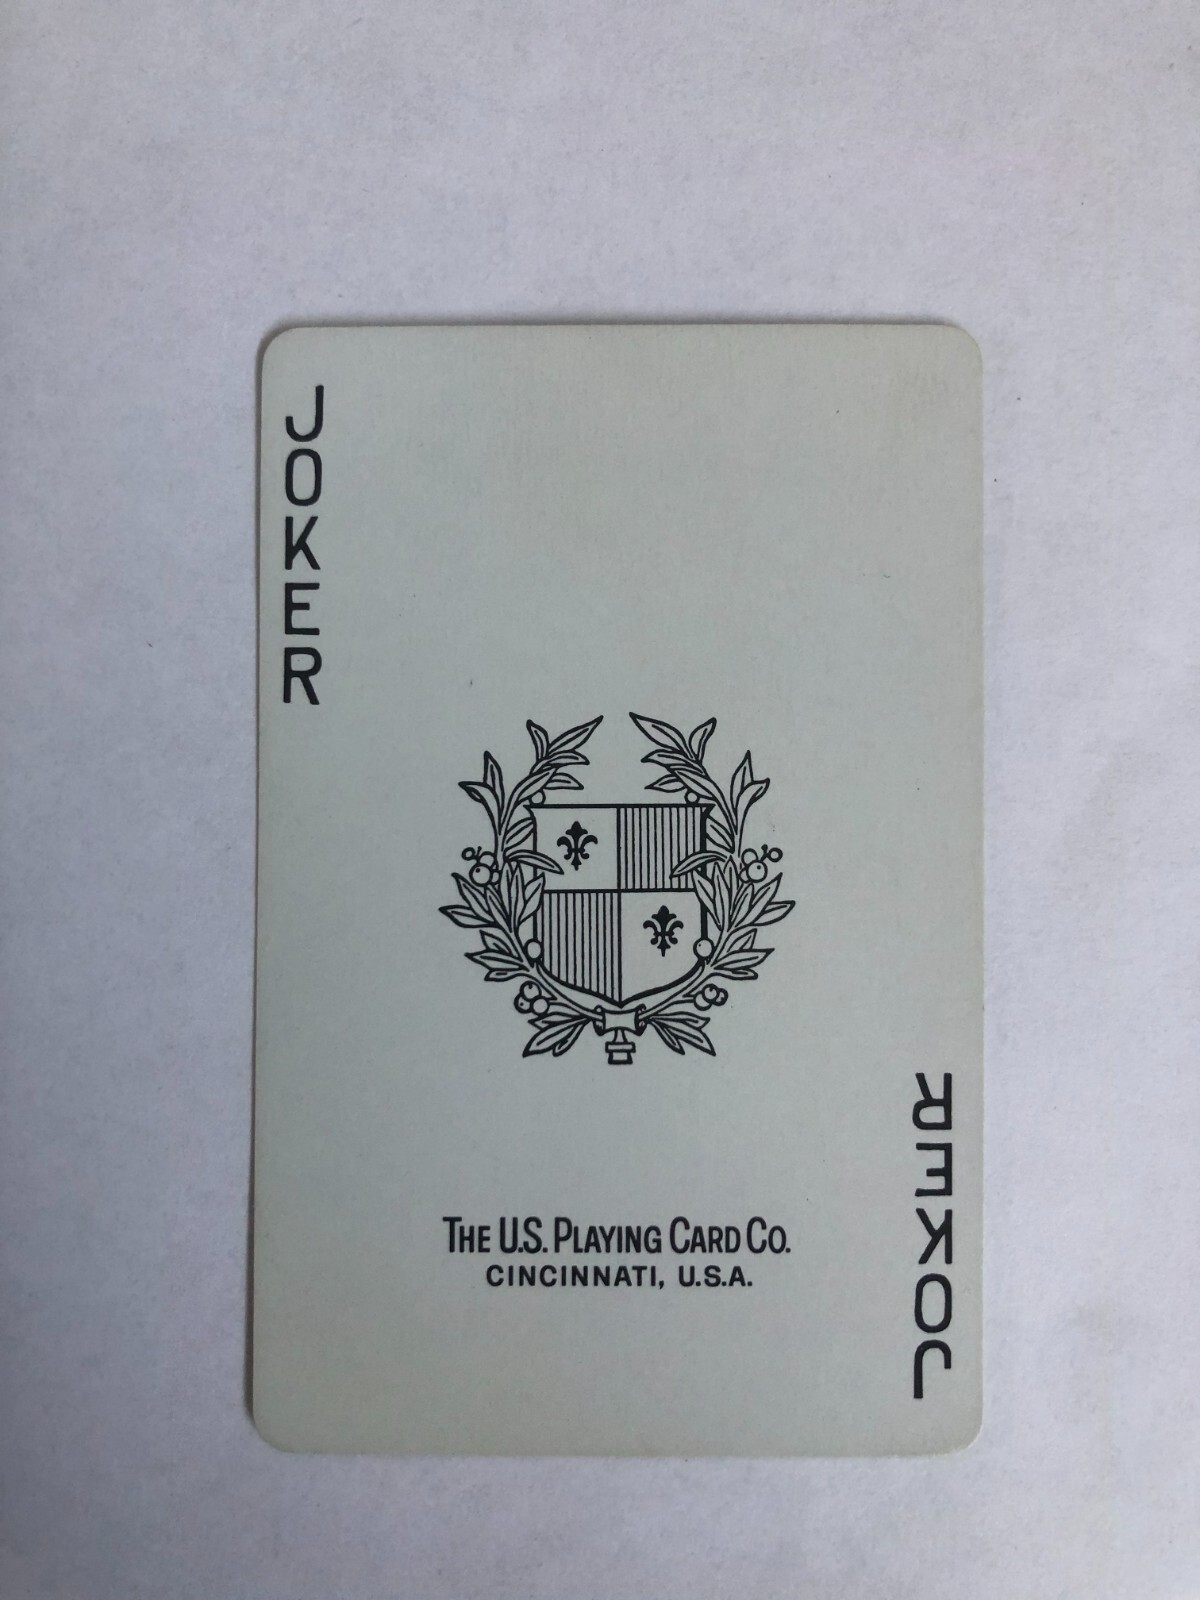 JOKER
THE U.S. PLAYING CARD CO.
CINCINNATI, U.S.A.
JOKER